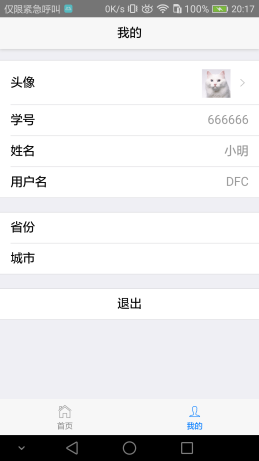 仅限紧急呼叫 0K/s 100% 20:17
我的
头像
学号 666666
姓名 小明
用户名 DFC
省份
城市
退出
首页 我的